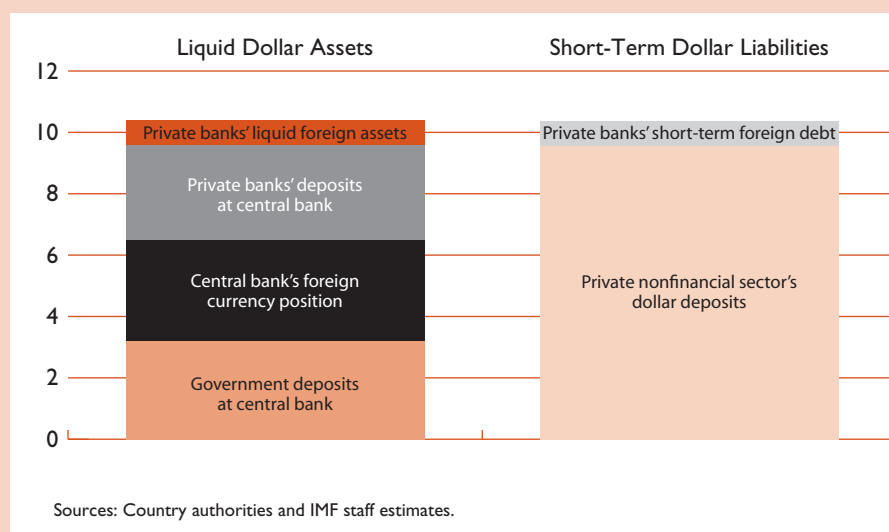 Liquid Dollar Assets
Short-Term Dollar Liabilities
12
10
8
6
4
2
0
Private banks' liquid foreign assets
Private banks' deposits
at central bank
Central bank's foreign
currency position
Government deposits
at central bank
Private banks' short-term foreign debt
Private nonfinancial sector's
dollar deposits
Sources: Country authorities and IMF staff estimates.